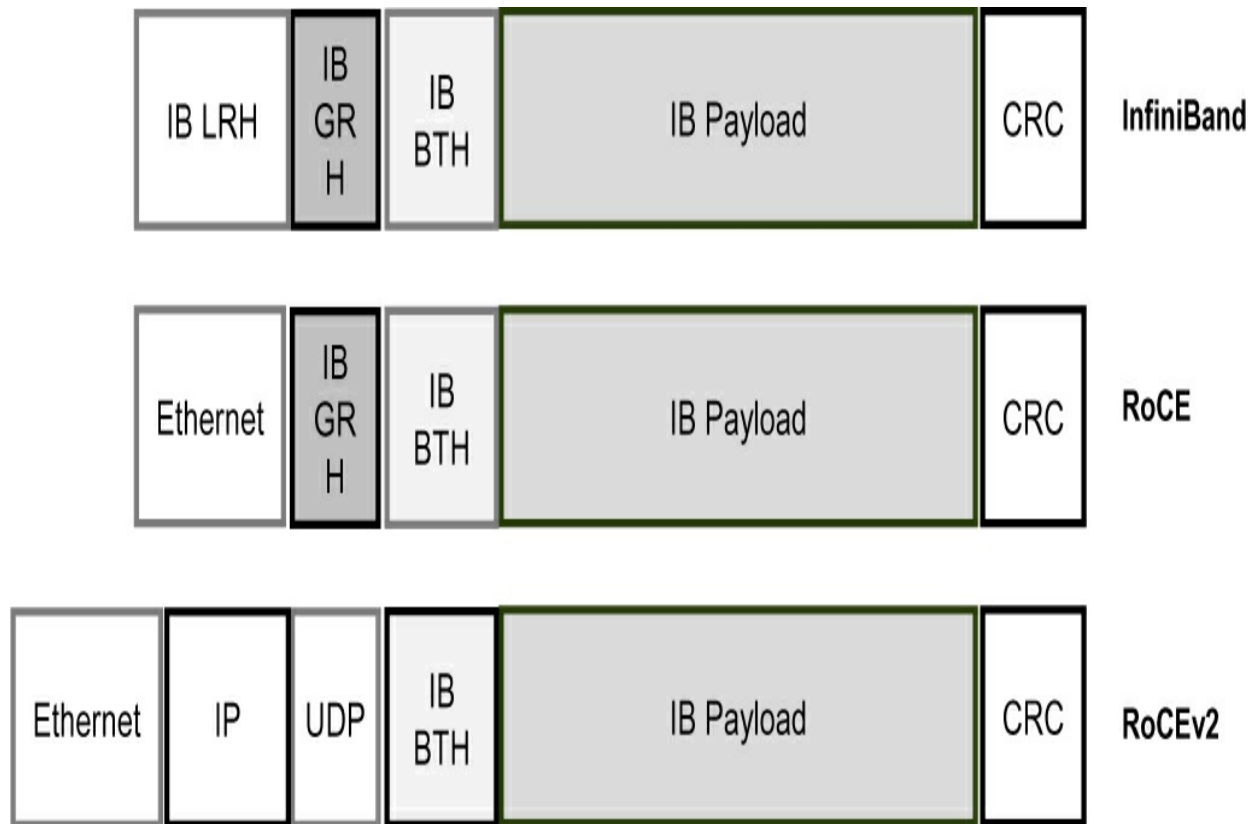 IB LRH
IB
GR
H
IB
BTH
IB Payload
CRC
InfiniBand
Ethernet
IB
GR
H
IB
BTH
IB Payload
CRC
RoCE
Ethernet
IP
UDP
IB
BTH
IB Payload
CRC
RoCEv2